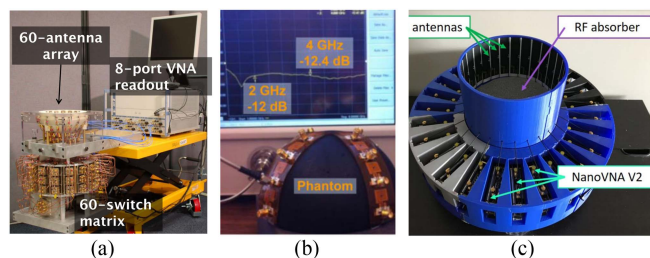 60-antenna
array
8-port VNA
readout
60-switch
matrix
4 GHz
-12.4 dB
2 GHz
-12 dB
Phantom
antennas
RF absorber
NanoVNA V2
(a)
(b)
(c)